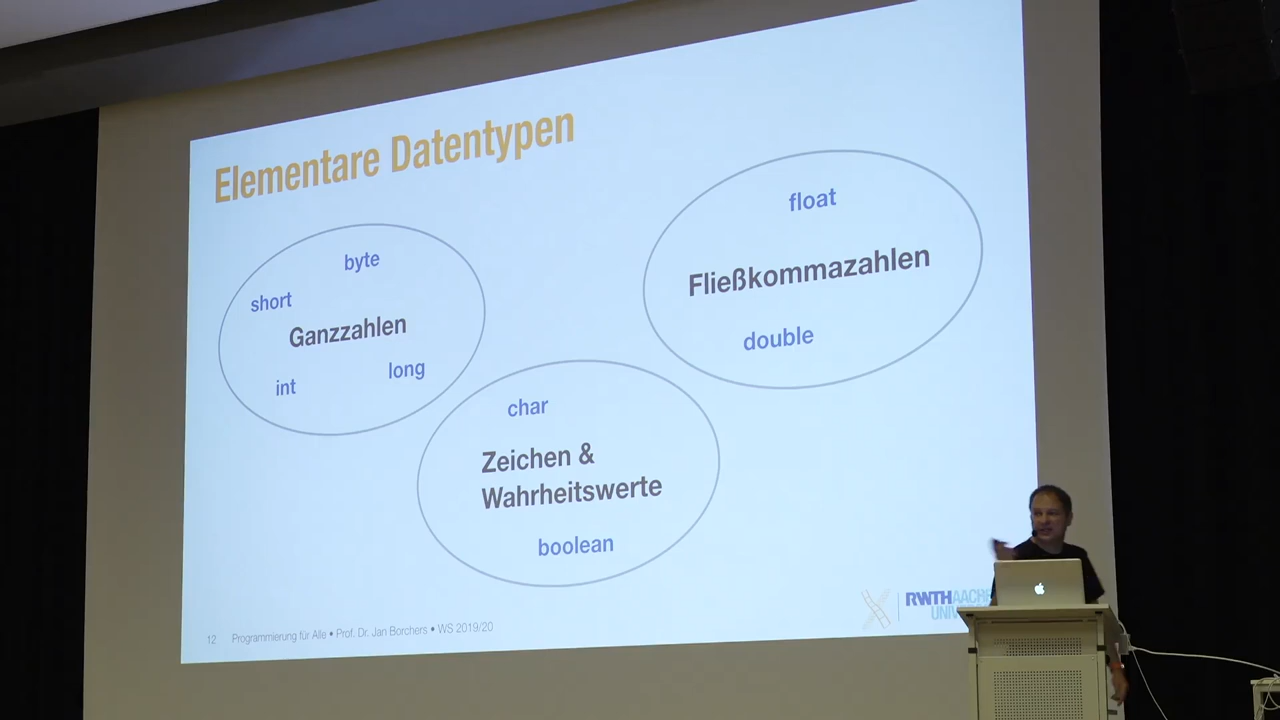 Elementare Datentypen
byte
short
Ganzzahlen
int
long
float
Fließkommazahlen
double
char
Zeichen &
Wahrheitswerte
boolean
12 Programmierung für Alle • Prof. Dr. Jan Borchers • WS 2019/20
RWTH